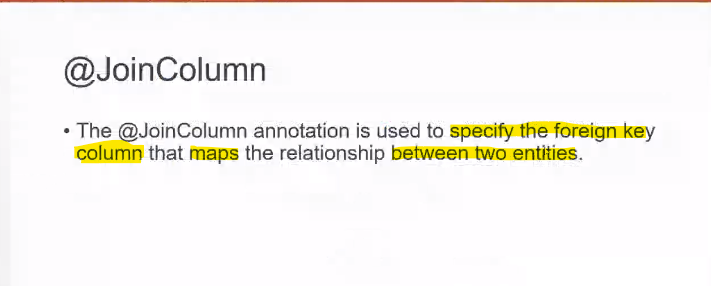 @JoinColumn
• The @JoinColumn annotation is used to specify the foreign key
column that maps the relationship between two entities.